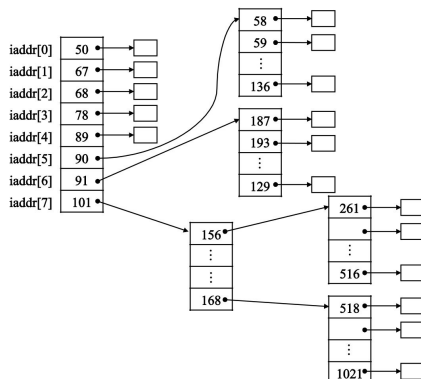 iaddr[0] 50
iaddr[1] 67
iaddr[2] 68
iaddr[3] 78
iaddr[4] 89
iaddr[5] 90
iaddr[6] 91
iaddr[7] 101
58
59
⋮
136
187
193
⋮
129
156
⋮
⋮
168
261
⋮
516
518
⋮
1021